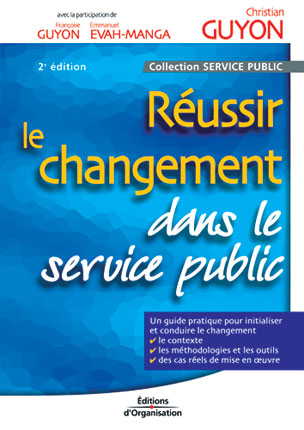 avec la participation de
Françoise Emmanuel
GUYON EVAH-MANGA
Christian
GUYON
2e édition
Collection SERVICE PUBLIC
Réussir
le
changement
dans le
service public
Un guide pratique pour initialiser
et conduire le changement
✔ le contexte
✔ les méthodologies et les outils
✔ des cas réels de mise en œuvre
Éditions
d'Organisation